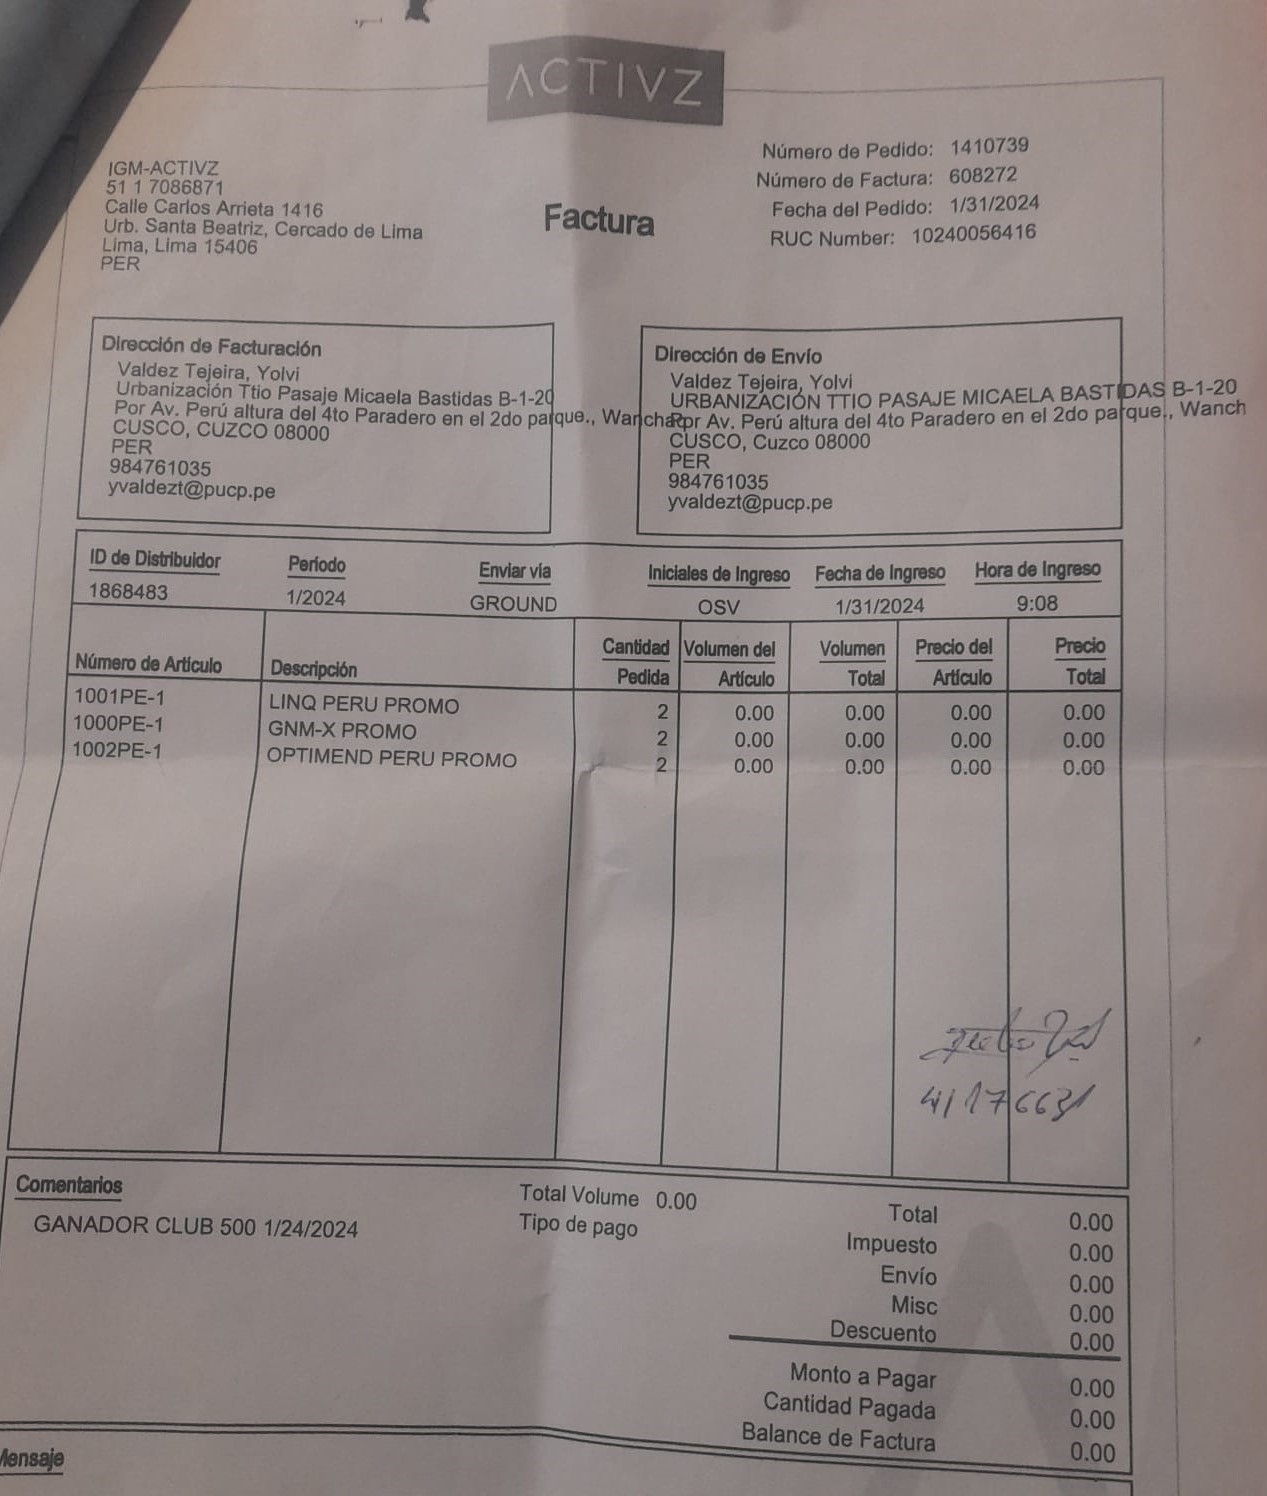 ACTIVZ
IGM-ACTIVZ
51 1 7086871
Calle Carlos Arrieta 1416
Urb. Santa Beatriz, Cercado de Lima
Lima, Lima 15406
PER
Factura
Número de Pedido: 1410739
Número de Factura: 608272
Fecha del Pedido: 1/31/2024
RUC Number: 10240056416
Dirección de Facturación
Valdez Tejeira, Yolvi
Urbanización Ttio Pasaje Micaela Bastidas B-1-20
Por Av. Perú altura del 4to Paradero en el 2do parque., Wancha
CUSCO, CUZCO 08000
PER
984761035
yvaldezt@pucp.pe
Dirección de Envío
Valdez Tejeira, Yolvi
URBANIZACIÓN TTIO PASAJE MICAELA BASTIDAS B-1-20
Por Av. Perú altura del 4to Paradero en el 2do parque., Wanch
CUSCO, Cuzco 08000
PER
984761035
yvaldezt@pucp.pe
ID de Distribuidor Período Enviar vía Iniciales de Ingreso Fecha de Ingreso Hora de Ingreso
1868483 1/2024 GROUND OSV 1/31/2024 9:08
Número de Articulo Descripción Cantidad Pedida Volumen del Artículo Volumen Total Precio del Artículo Precio Total
1001PE-1 LINQ PERU PROMO 2 0.00 0.00 0.00 0.00
1000PE-1 GNM-X PROMO 2 0.00 0.00 0.00 0.00
1002PE-1 OPTIMEND PERU PROMO 2 0.00 0.00 0.00 0.00
41176631
Comentarios
GANADOR CLUB 500 1/24/2024
Total Volume 0.00
Tipo de pago
Total 0.00
Impuesto 0.00
Envío 0.00
Misc 0.00
Descuento 0.00
Monto a Pagar 0.00
Cantidad Pagada 0.00
Balance de Factura 0.00
Mensaje